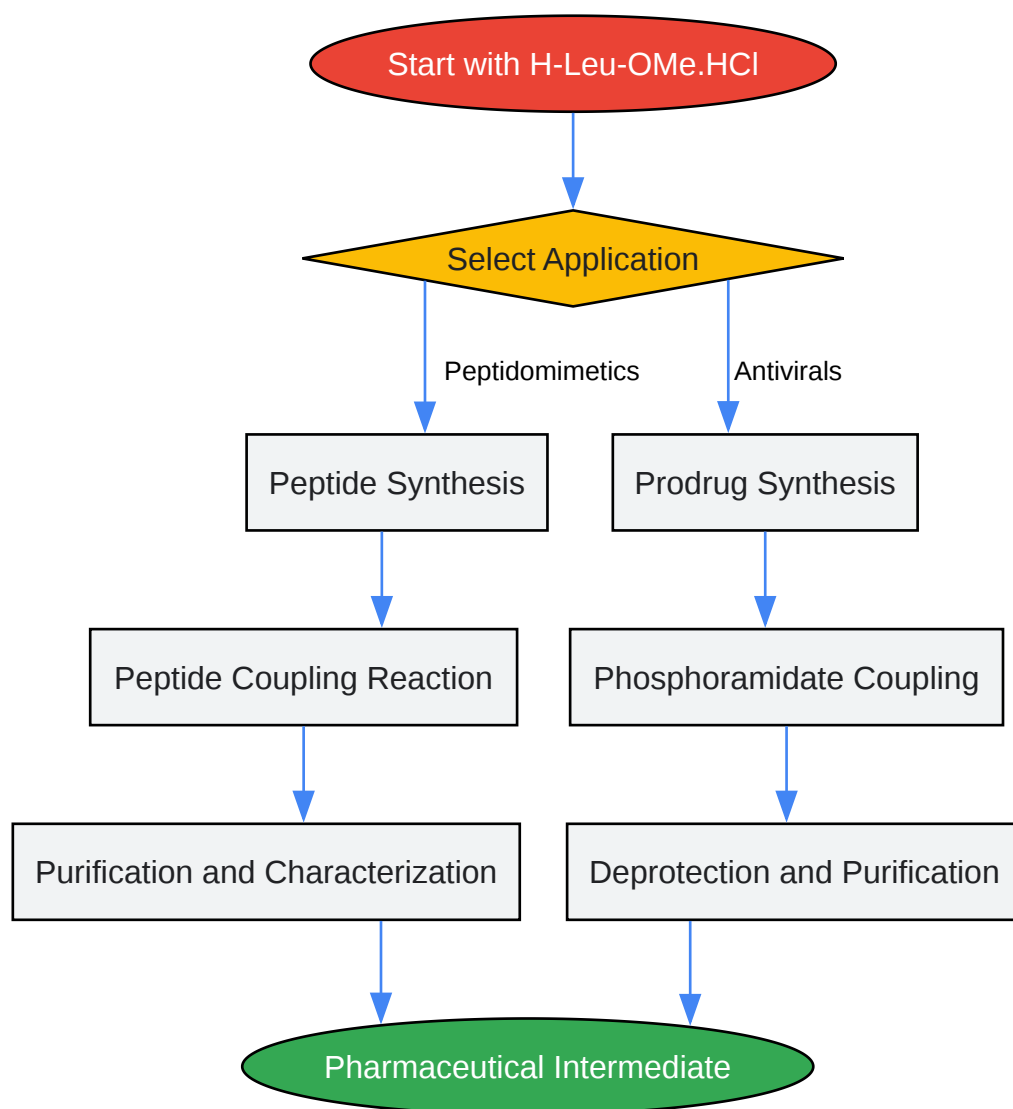 Start with H-Leu-OMe.HCl
Select Application
Peptidomimetics
Antivirals
Peptide Synthesis
Prodrug Synthesis
Peptide Coupling Reaction
Phosphoramidate Coupling
Purification and Characterization
Deprotection and Purification
Pharmaceutical Intermediate